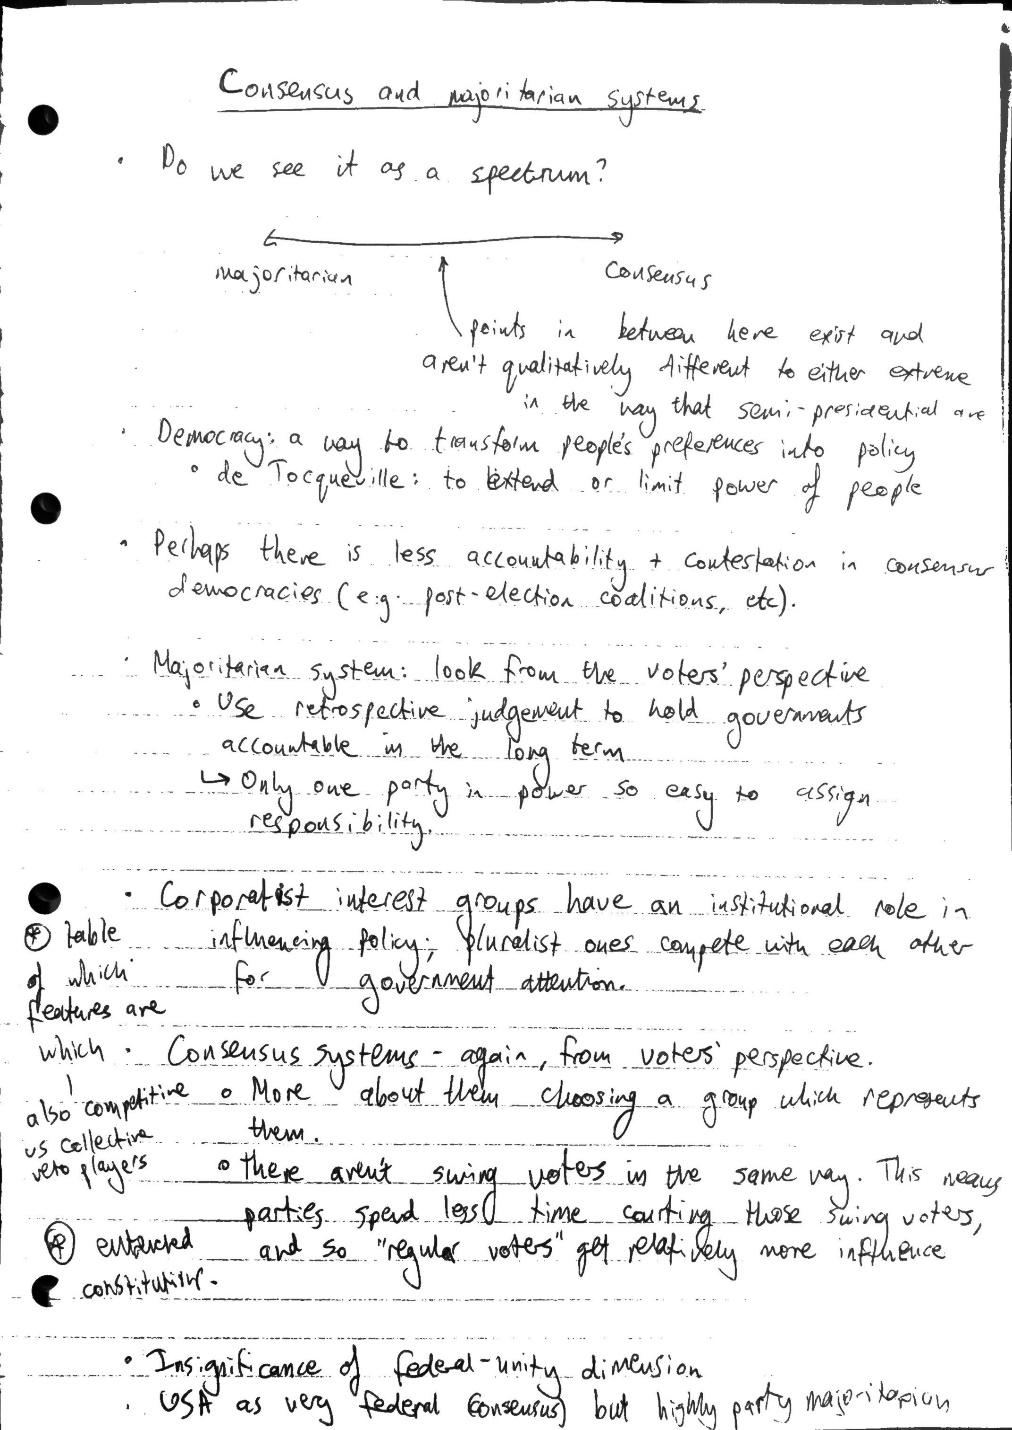 Consensus and majoritarian systems
· Do we see it as a spectrum?
majoritarian consensus
points in between here exist and
aren't qualitatively different to either extreme
in the way that semi-presidential are
· Democracy: a way to transform people's preferences into policy
∘ de Tocqueville: to extend or limit power of people
· Perhaps there is less accountability + contestation in consensus
democracies (e.g. post-election coalitions, etc).
· Majoritarian system: look from the voters' perspective
∘ Use retrospective judgement to hold governments
accountable in the long term
↳ Only one party in power so easy to assign
responsibility.
· Corporatist interest groups have an institutional role in
influencing policy; pluralist ones compete with each other
for government attention.
⊛ table
of which
features are
which
also competitive
vs collective
veto players
· Consensus systems - again, from voters' perspective.
∘ More about them choosing a group which represents
them.
∘ there aren't swing voters in the same way. This means
parties spend less time courting those swing voters,
and so "regular voters" get relatively more influence
⊛ entrenched
constitutions.
· Insignificance of federal-unity dimension
· USA as very federal (consensus) but highly party majoritarian